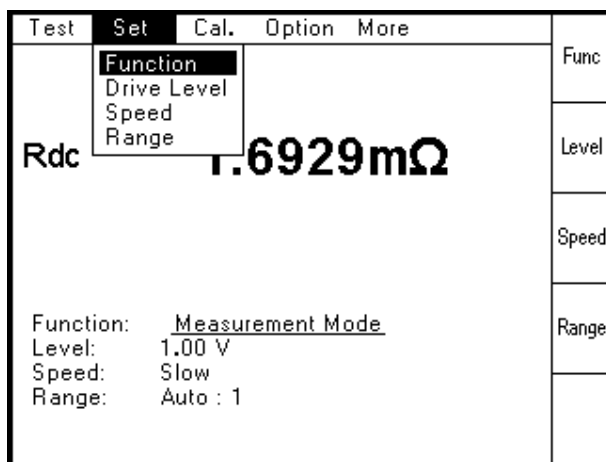 Test Set Cal. Option More
Function
Drive Level
Speed
Range
Rdc 1.6929mΩ
Function: Measurement Mode
Level: 1.00 V
Speed: Slow
Range: Auto : 1
Func
Level
Speed
Range